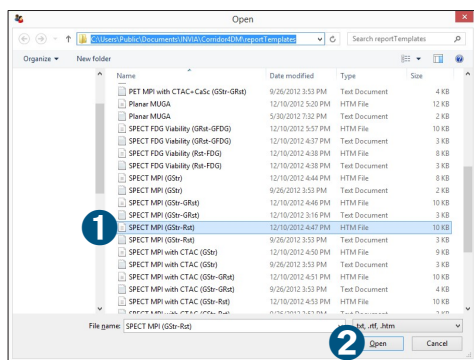 Open
C:\Users\Public\Documents\INVIA\Corridor4DM\reportTemplates
Search reportTemplates
Organize New folder
Name Date modified Type Size
PET MPI with CTAC+CaSc (GStr-GRst) 9/26/2012 3:53 PM Text Document 4 KB
Planar MUGA 12/10/2012 5:20 PM HTM File 12 KB
Planar MUGA 5/30/2012 7:32 PM Text Document 2 KB
SPECT FDG Viability (GRst-GFDG) 12/10/2012 5:57 PM HTM File 10 KB
SPECT FDG Viability (GRst-GFDG) 12/10/2012 4:37 PM Text Document 3 KB
SPECT FDG Viability (Rst-FDG) 12/10/2012 4:38 PM HTM File 8 KB
SPECT FDG Viability (Rst-FDG) 12/10/2012 4:38 PM Text Document 3 KB
SPECT MPI (GStr) 12/10/2012 4:44 PM HTM File 8 KB
SPECT MPI (GStr) 9/26/2012 3:53 PM Text Document 2 KB
SPECT MPI (GStr-GRst) 12/10/2012 4:46 PM HTM File 10 KB
SPECT MPI (GStr-GRst) 12/10/2012 3:16 PM Text Document 3 KB
1 SPECT MPI (GStr-Rst) 12/10/2012 4:47 PM HTM File 10 KB
SPECT MPI (GStr-Rst) 9/26/2012 3:53 PM Text Document 3 KB
SPECT MPI with CTAC (GStr) 12/10/2012 4:50 PM HTM File 9 KB
SPECT MPI with CTAC (GStr) 9/26/2012 3:53 PM Text Document 3 KB
SPECT MPI with CTAC (GStr-GRst) 12/10/2012 4:51 PM HTM File 10 KB
SPECT MPI with CTAC (GStr-GRst) 9/26/2012 3:53 PM Text Document 4 KB
SPECT MPI with CTAC (GStr-Rst) 12/10/2012 4:53 PM HTM File 10 KB
SPECT MPI with CTAC (GStr-Rst)
File name: SPECT MPI (GStr-Rst) .txt, .rtf, .htm
2 Open Cancel